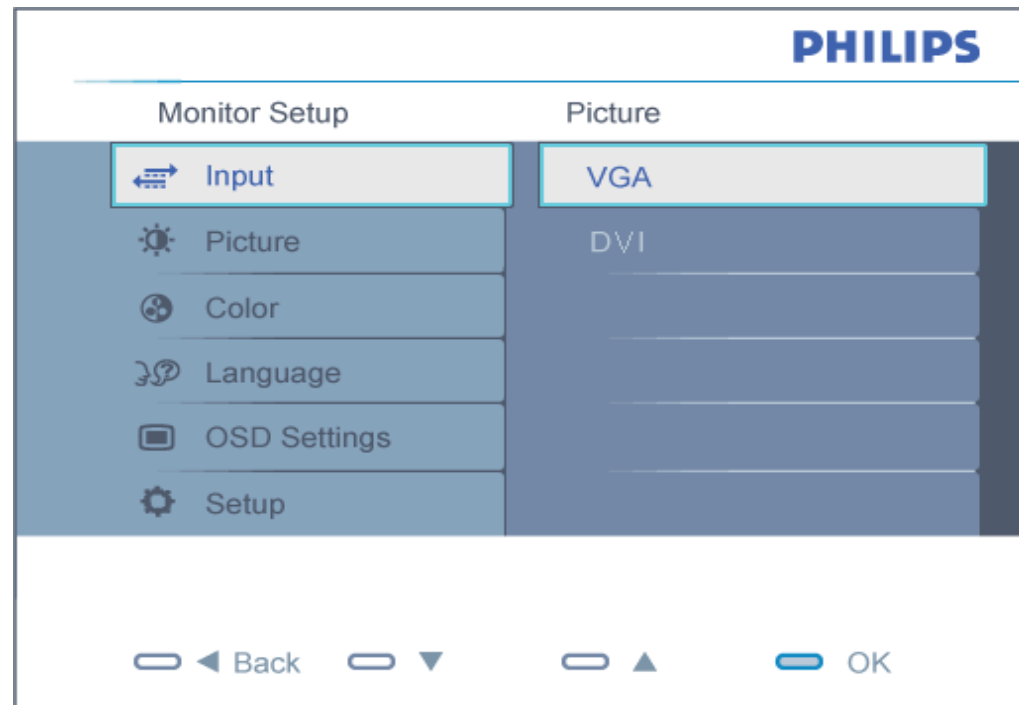 PHILIPS
Monitor Setup Picture
Input VGA
Picture DVI
Color
Language
OSD Settings
Setup
Back OK